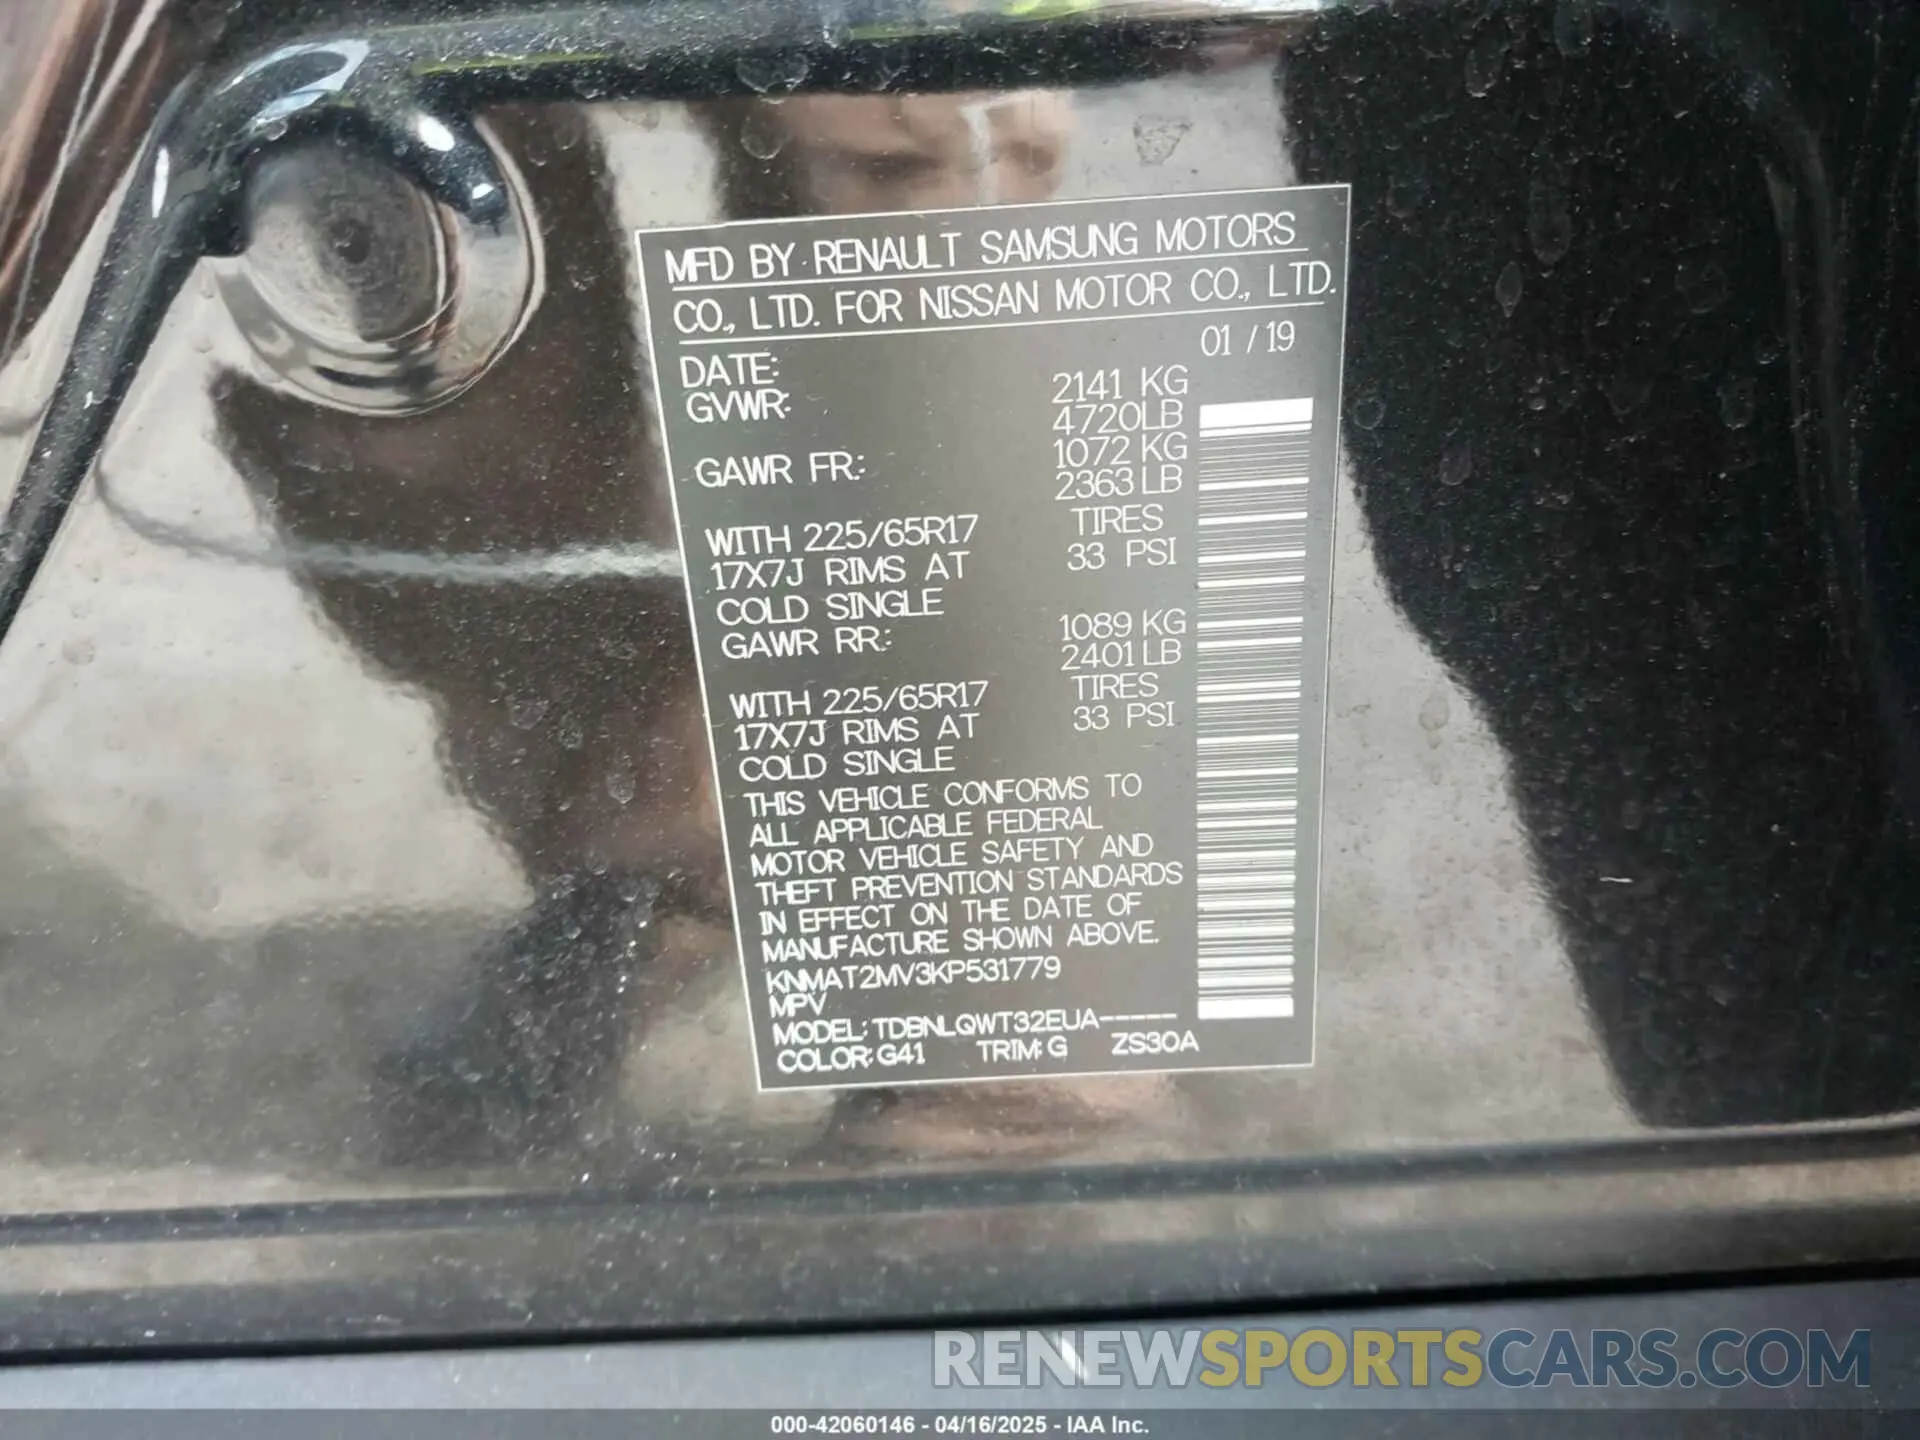 MFD BY RENAULT SAMSUNG MOTORS
CO., LTD. FOR NISSAN MOTOR CO., LTD.
DATE: 01 / 19
GVWR: 2141 KG
4720LB
GAWR FR.: 1072 KG
2363 LB
WITH 225/65R17 TIRES
17X7J RIMS AT 33 PSI
COLD SINGLE
GAWR RR.: 1089 KG
2401 LB
WITH 225/65R17 TIRES
17X7J RIMS AT 33 PSI
COLD SINGLE
THIS VEHICLE CONFORMS TO
ALL APPLICABLE FEDERAL
MOTOR VEHICLE SAFETY AND
THEFT PREVENTION STANDARDS
IN EFFECT ON THE DATE OF
MANUFACTURE SHOWN ABOVE.
KNMAT2MV3KP531779
MPV
MODEL: TDBNLQWT32EUA-----
COLOR: G41 TRIM: G ZS30A
RENEWSPORTSCARS.COM
000-42060146 - 04/16/2025 - IAA Inc.